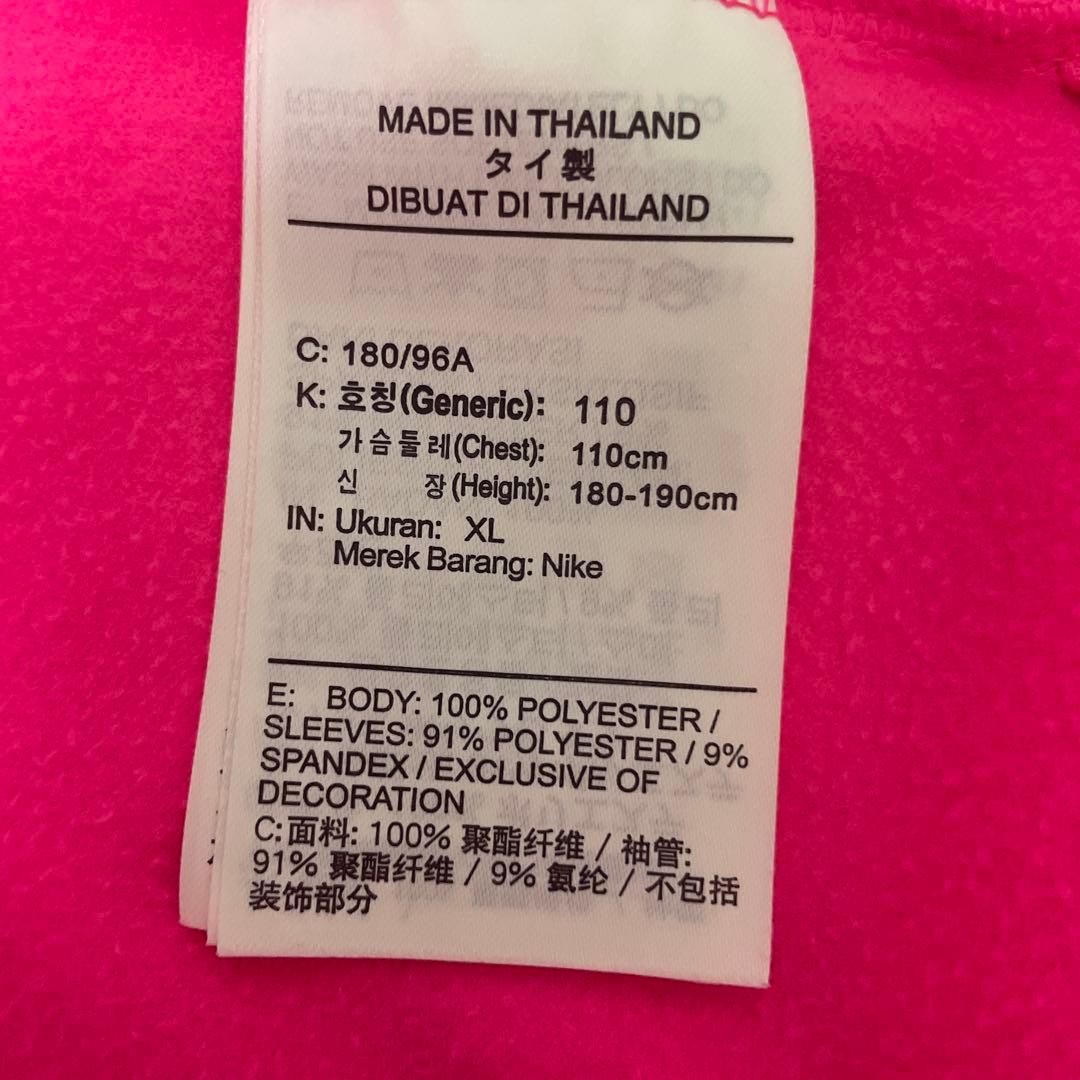 MADE IN THAILAND
タイ製
DIBUAT DI THAILAND
C: 180/96A
K: 호칭(Generic): 110
가슴둘레(Chest): 110cm
신 장(Height): 180-190cm
IN: Ukuran: XL
Merek Barang: Nike
E: BODY: 100% POLYESTER /
SLEEVES: 91% POLYESTER / 9%
SPANDEX / EXCLUSIVE OF
DECORATION
C:面料: 100% 聚酯纤维 / 袖管:
91% 聚酯纤维 / 9% 氨纶 / 不包括
装饰部分